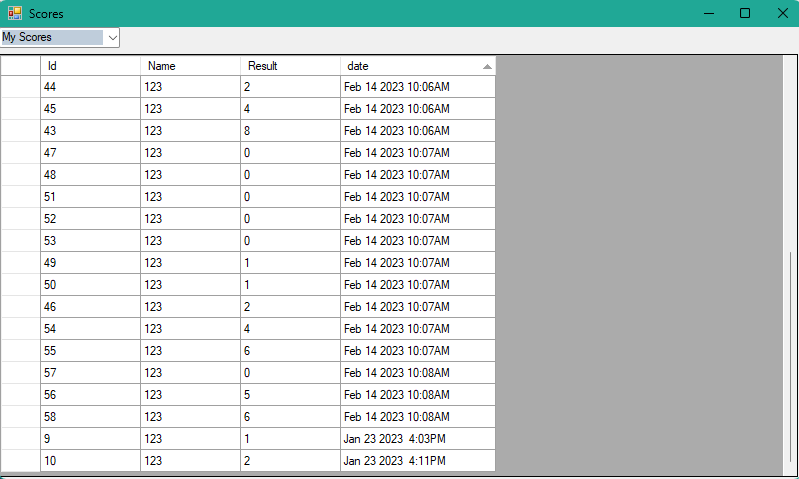 Scores
My Scores
Id Name Result date
44 123 2 Feb 14 2023 10:06AM
45 123 4 Feb 14 2023 10:06AM
43 123 8 Feb 14 2023 10:06AM
47 123 0 Feb 14 2023 10:07AM
48 123 0 Feb 14 2023 10:07AM
51 123 0 Feb 14 2023 10:07AM
52 123 0 Feb 14 2023 10:07AM
53 123 0 Feb 14 2023 10:07AM
49 123 1 Feb 14 2023 10:07AM
50 123 1 Feb 14 2023 10:07AM
46 123 2 Feb 14 2023 10:07AM
54 123 4 Feb 14 2023 10:07AM
55 123 6 Feb 14 2023 10:07AM
57 123 0 Feb 14 2023 10:08AM
56 123 5 Feb 14 2023 10:08AM
58 123 6 Feb 14 2023 10:08AM
9 123 1 Jan 23 2023  4:03PM
10 123 2 Jan 23 2023  4:11PM